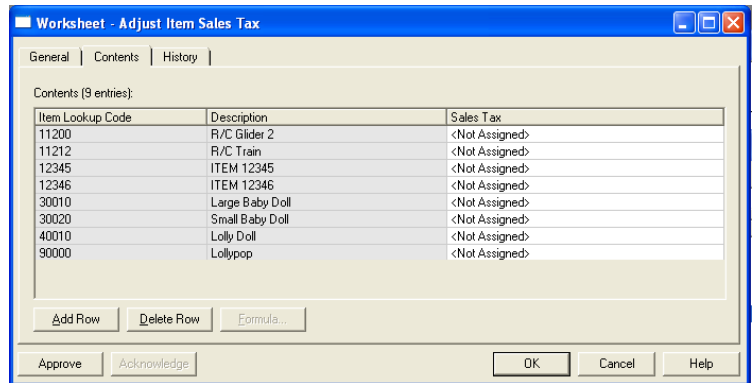 Worksheet - Adjust Item Sales Tax
General Contents History
Contents (9 entries):
Item Lookup Code Description Sales Tax
11200 R/C Glider 2 <Not Assigned>
11212 R/C Train <Not Assigned>
12345 ITEM 12345 <Not Assigned>
12346 ITEM 12346 <Not Assigned>
30010 Large Baby Doll <Not Assigned>
30020 Small Baby Doll <Not Assigned>
40010 Lolly Doll <Not Assigned>
90000 Lollypop <Not Assigned>
Add Row Delete Row Formula...
Approve Acknowledge OK Cancel Help